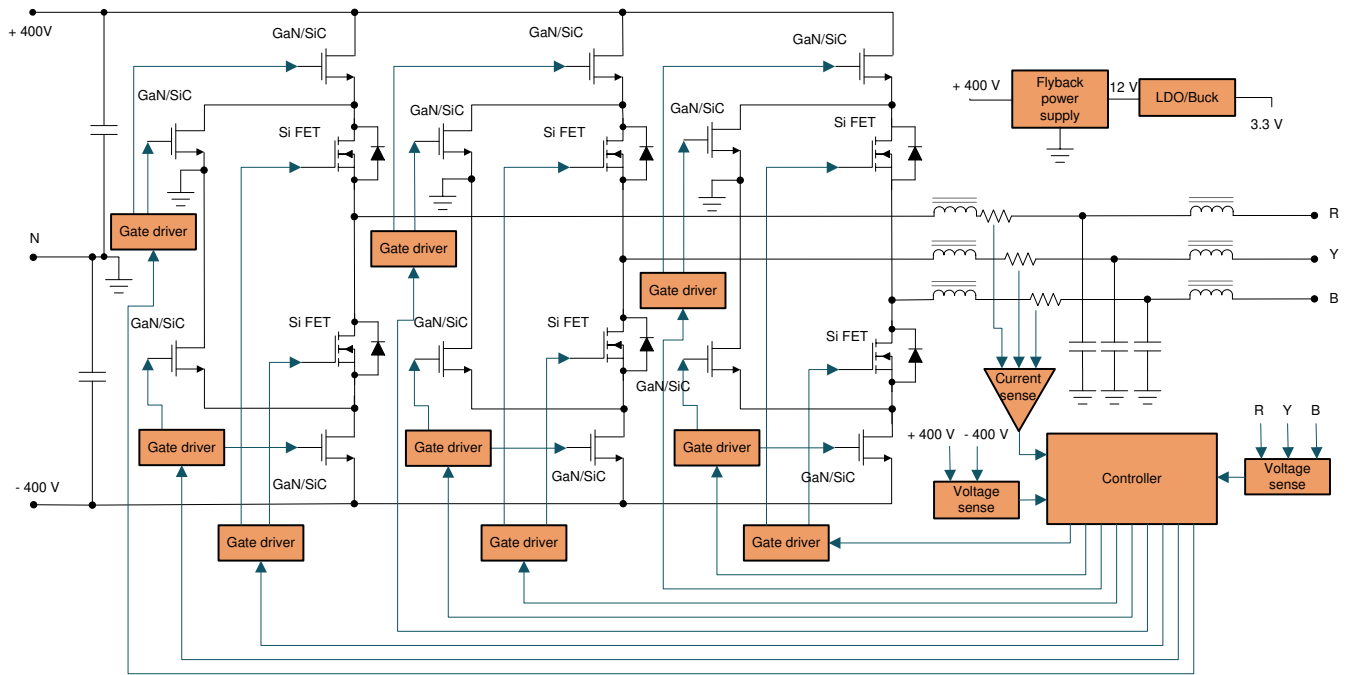 + 400V
GaN/SiC
GaN/SiC
GaN/SiC
GaN/SiC
GaN/SiC
GaN/SiC
Si FET
Si FET
Si FET
+ 400 V
Flyback
power
supply
12 V
LDO/Buck
3.3 V
Gate driver
Gate driver
Gate driver
N
R
Y
B
GaN/SiC
GaN/SiC
GaN/SiC
Si FET
Si FET
Si FET
Current
sense
Gate driver
Gate driver
Gate driver
GaN/SiC
GaN/SiC
GaN/SiC
+ 400 V
- 400 V
R
Y
B
Voltage
sense
Controller
Voltage
sense
- 400 V
Gate driver
Gate driver
Gate driver